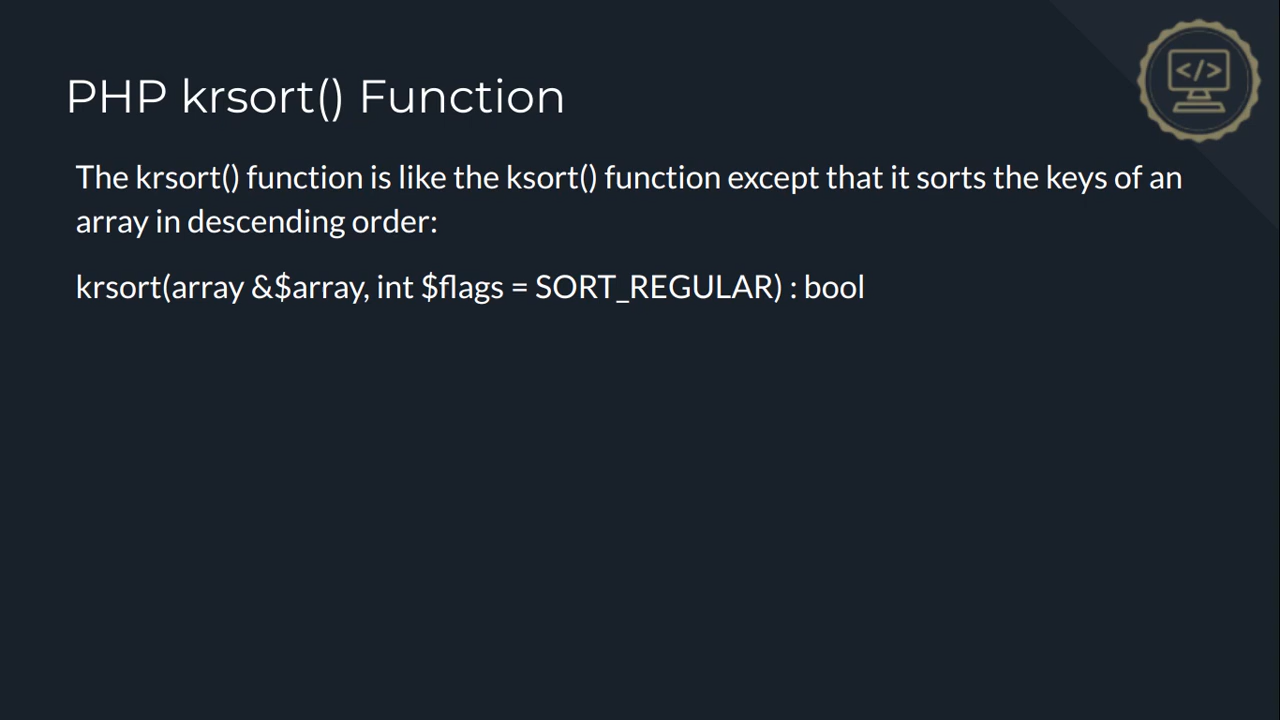 PHP krsort() Function
The krsort() function is like the ksort() function except that it sorts the keys of an
array in descending order:
krsort(array &$array, int $flags = SORT_REGULAR) : bool